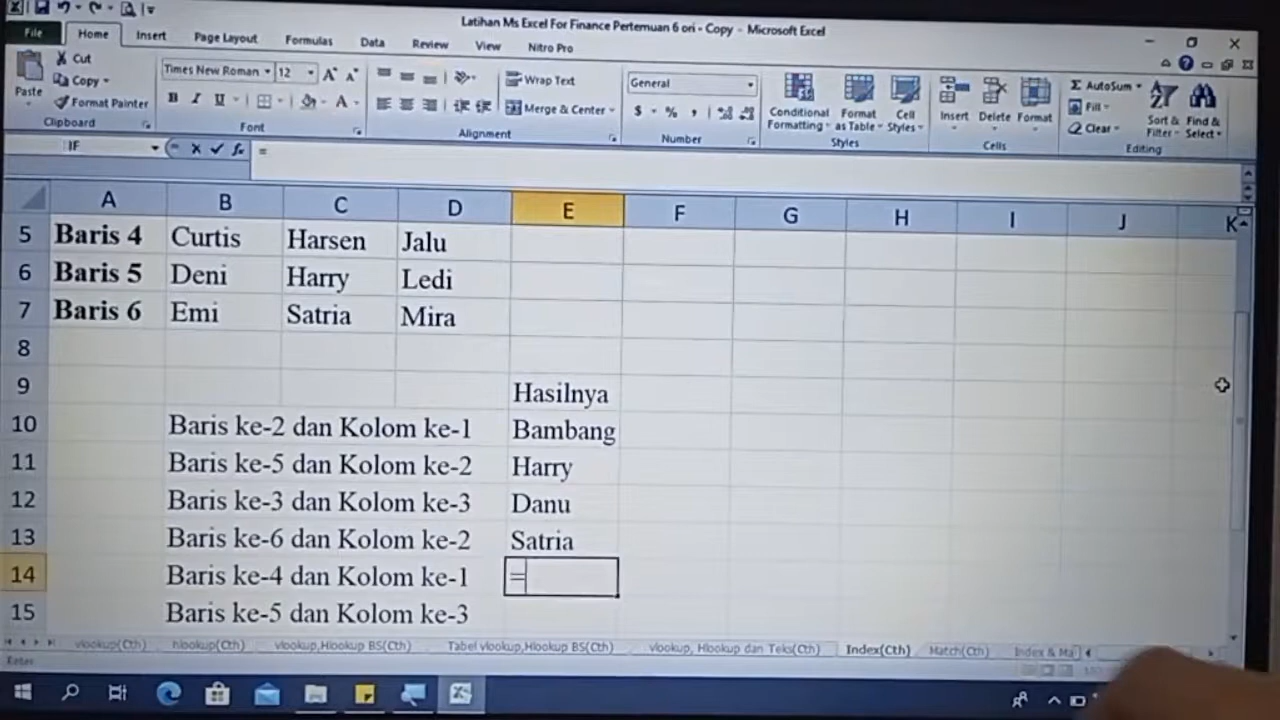 Latihan Ms Excel For Finance Pertemuan 6 ori - Copy - Microsoft Excel
File Home Insert Page Layout Formulas Data Review View Nitro Pro
Cut
Copy
Format Painter
Paste
Clipboard
Times New Roman 12
B I U
Font
Wrap Text
Merge & Center
Alignment
General
$ % ,
Number
Conditional Formatting
Format as Table
Cell Styles
Styles
Insert Delete Format
Cells
Σ AutoSum
Fill
Clear
Sort & Filter
Find & Select
Editing
IF fx =
A B C D E F G H I J K
5 Baris 4 Curtis Harsen Jalu
6 Baris 5 Deni Harry Ledi
7 Baris 6 Emi Satria Mira
8
9 Hasilnya
10 Baris ke-2 dan Kolom ke-1 Bambang
11 Baris ke-5 dan Kolom ke-2 Harry
12 Baris ke-3 dan Kolom ke-3 Danu
13 Baris ke-6 dan Kolom ke-2 Satria
14 Baris ke-4 dan Kolom ke-1 =
15 Baris ke-5 dan Kolom ke-3
vlookup(Cth) hlookup(Cth) vlookup,Hlookup BS(Cth) Tabel vlookup,Hlookup BS(Cth) vlookup, Hlookup dan Teks(Cth) Index(Cth) Match(Cth) Index & Ma